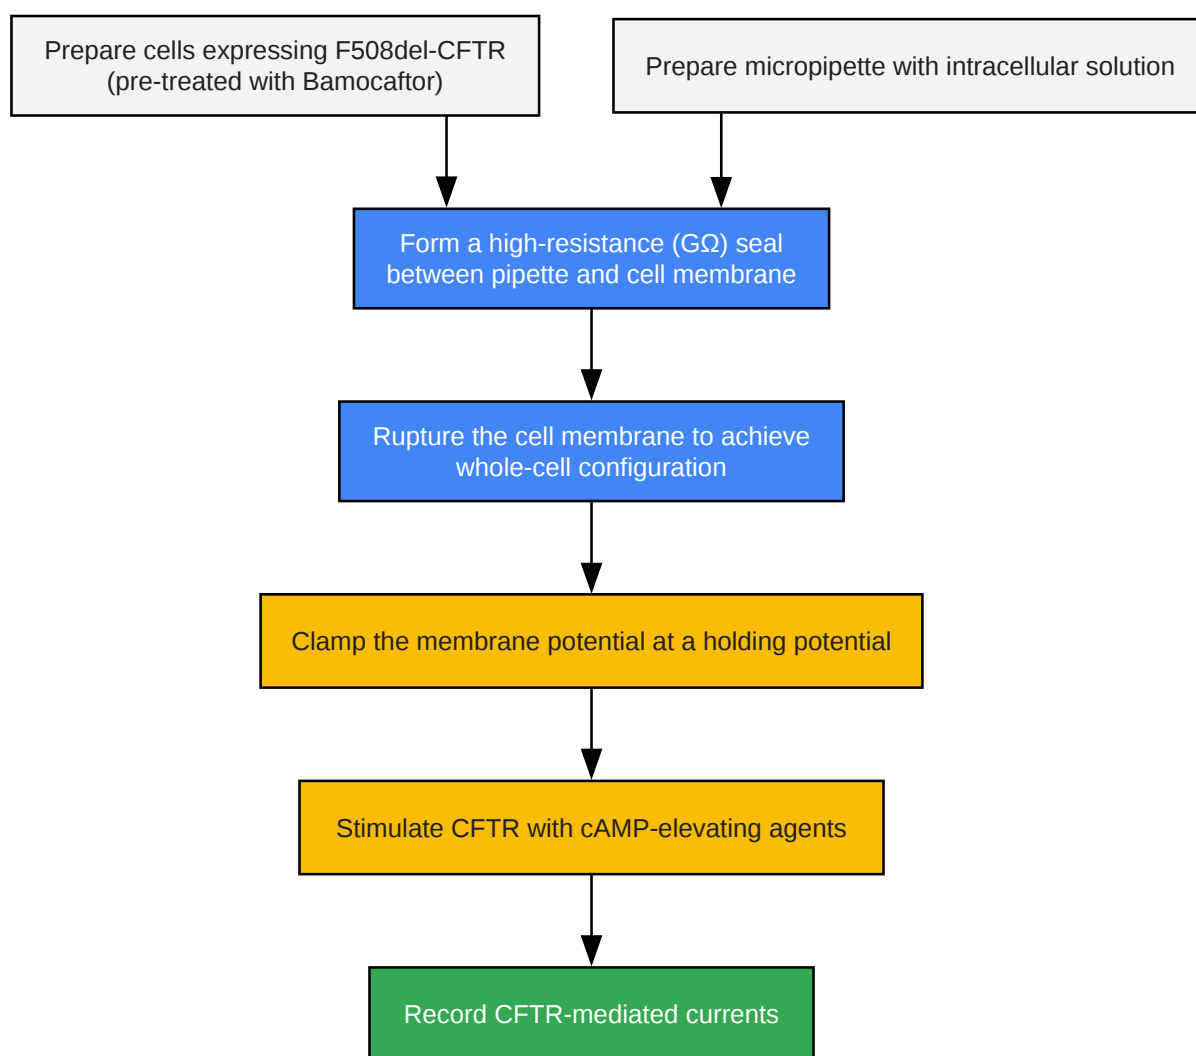 Prepare cells expressing F508del-CFTR
(pre-treated with Bamocaftor)
Prepare micropipette with intracellular solution
Form a high-resistance (GΩ) seal
between pipette and cell membrane
Rupture the cell membrane to achieve
whole-cell configuration
Clamp the membrane potential at a holding potential
Stimulate CFTR with cAMP-elevating agents
Record CFTR-mediated currents